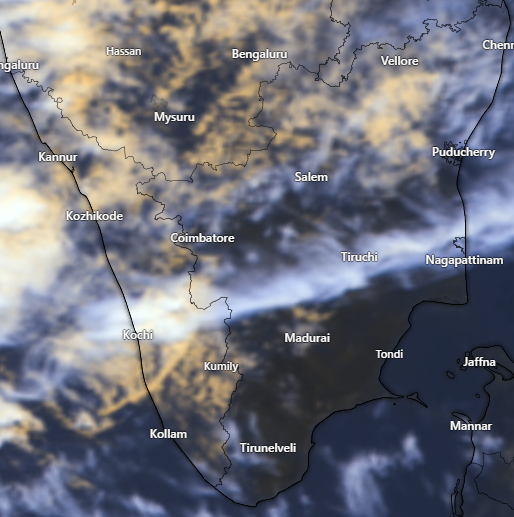 Chenn
Hassan
Bengaluru
Vellore
ngaluru
Mysuru
Puducherry
Kannur
Salem
Kozhikode
Coimbatore
Tiruchi
Nagapattinam
Kochi
Madurai
Tondi
Jaffna
Kumily
Mannar
Kollam
Tirunelveli